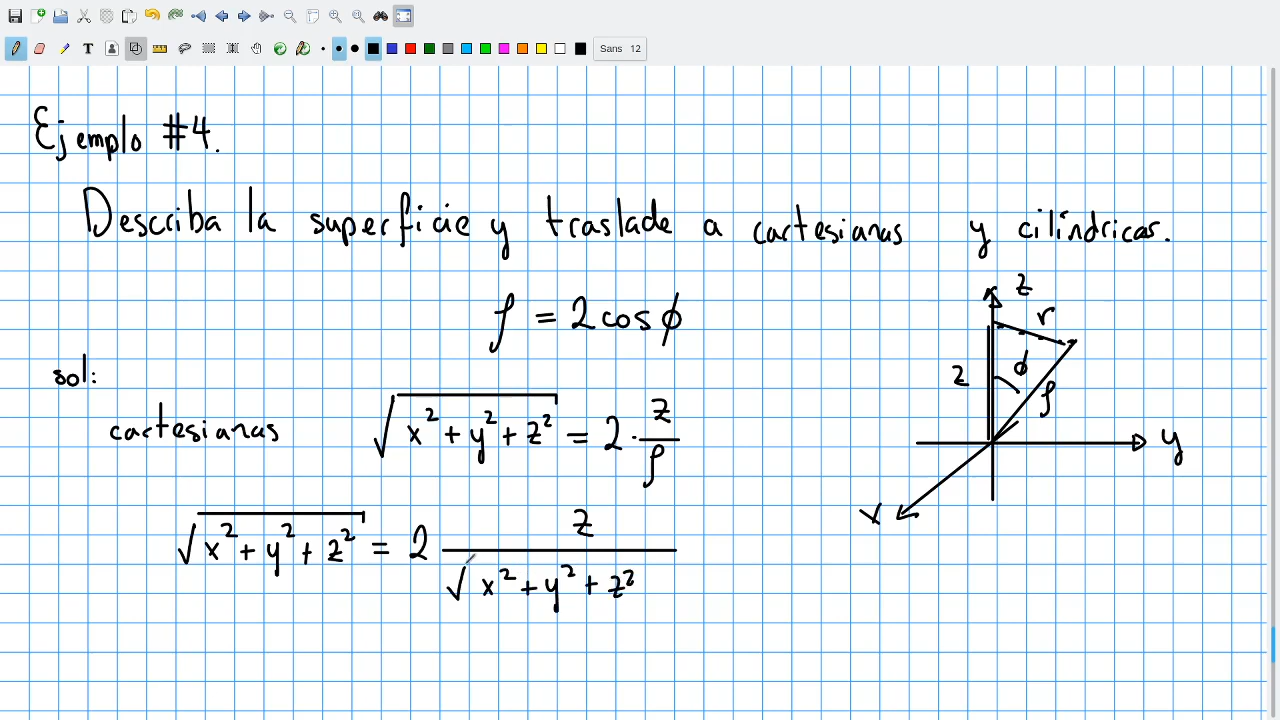 Sans 12
Ejemplo #4.
Describa la superficie y traslade a cartesianas y cilíndricas.
ρ = 2 cos ϕ
sol:
cartesianas √(x² + y² + z²) = 2 · z/ρ
√(x² + y² + z²) = 2 z/√(x² + y² + z²)
z
r
z
ϕ
ρ
y
x